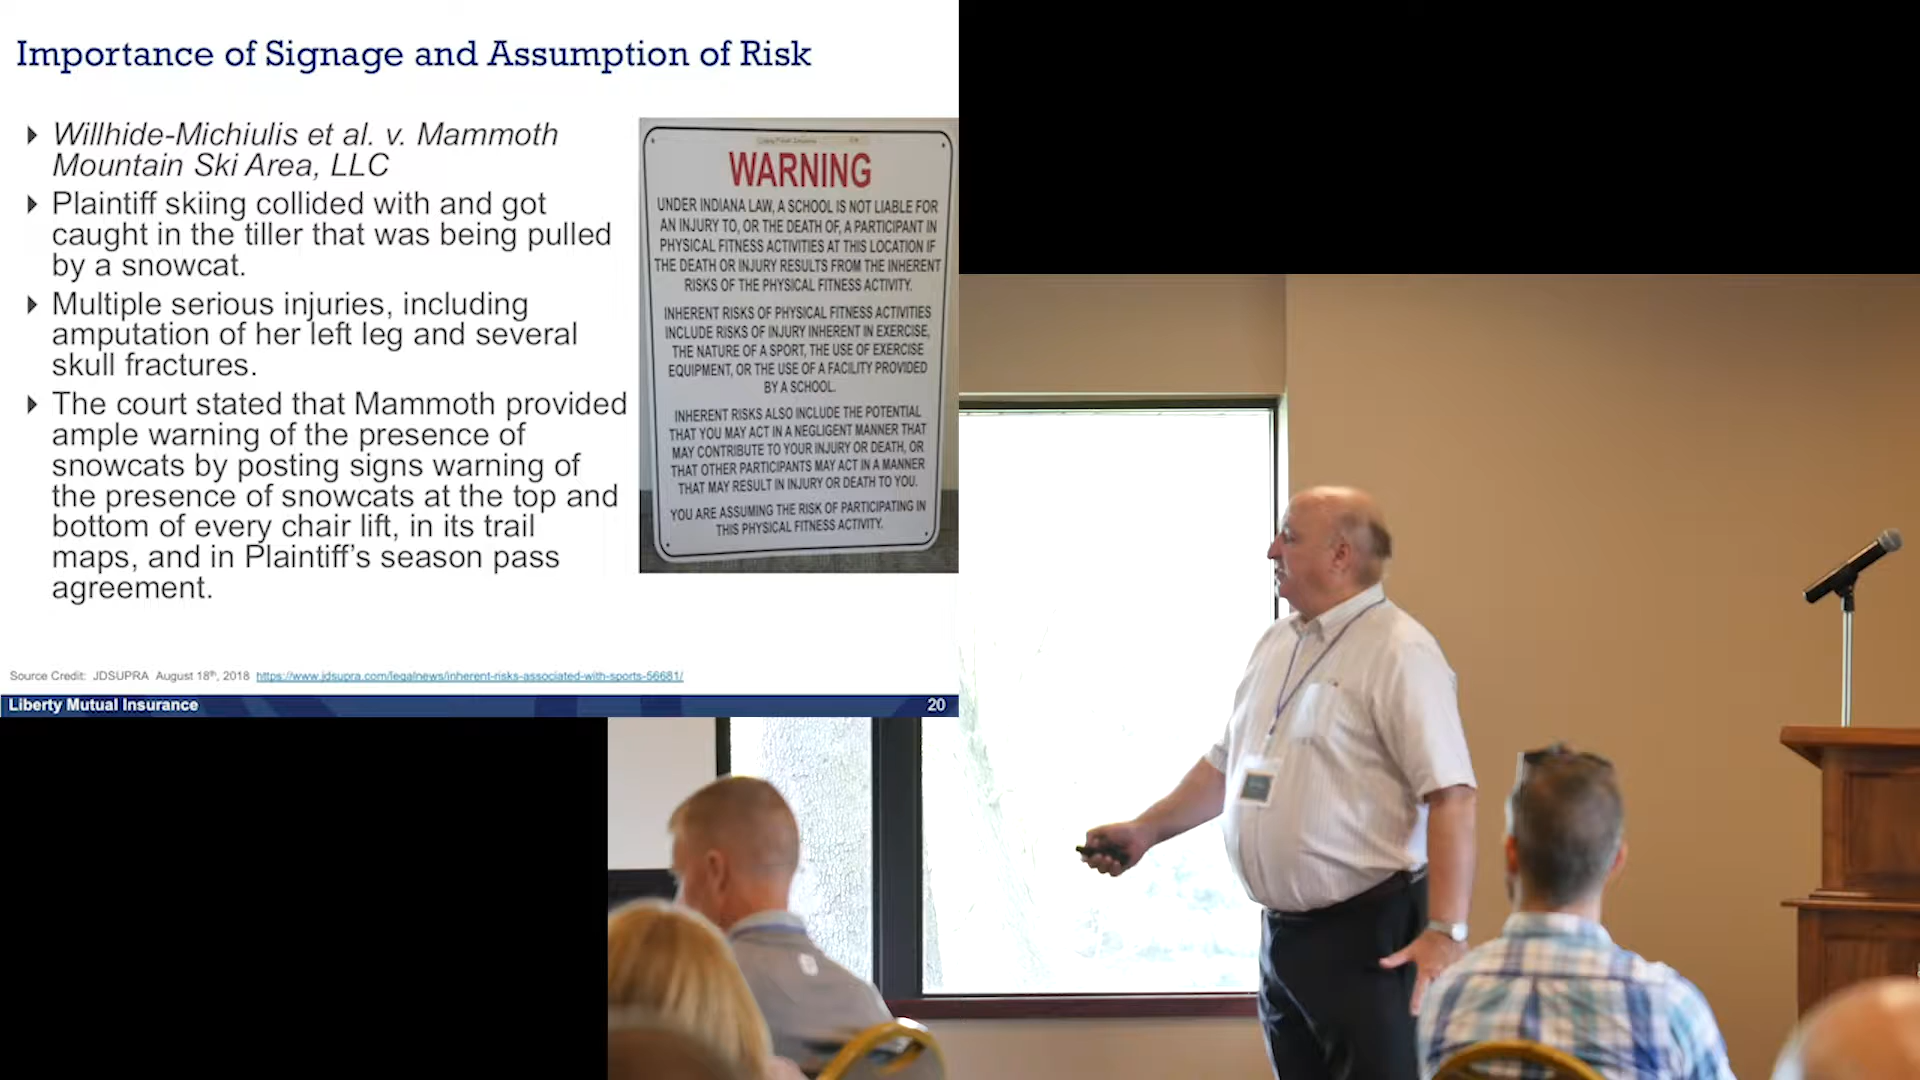 Importance of Signage and Assumption of Risk
Willhide-Michiulis et al. v. Mammoth
Mountain Ski Area, LLC
Plaintiff skiing collided with and got
caught in the tiller that was being pulled
by a snowcat.
Multiple serious injuries, including
amputation of her left leg and several
skull fractures.
The court stated that Mammoth provided
ample warning of the presence of
snowcats by posting signs warning of
the presence of snowcats at the top and
bottom of every chair lift, in its trail
maps, and in Plaintiff’s season pass
agreement.
WARNING
UNDER INDIANA LAW, A SCHOOL IS NOT LIABLE FOR
AN INJURY TO, OR THE DEATH OF, A PARTICIPANT IN
PHYSICAL FITNESS ACTIVITIES AT THIS LOCATION IF
THE DEATH OR INJURY RESULTS FROM THE INHERENT
RISKS OF THE PHYSICAL FITNESS ACTIVITY.
INHERENT RISKS OF PHYSICAL FITNESS ACTIVITIES
INCLUDE RISKS OF INJURY INHERENT IN EXERCISE,
THE NATURE OF A SPORT, THE USE OF EXERCISE
EQUIPMENT, OR THE USE OF A FACILITY PROVIDED
BY A SCHOOL.
INHERENT RISKS ALSO INCLUDE THE POTENTIAL
THAT YOU MAY ACT IN A NEGLIGENT MANNER THAT
MAY CONTRIBUTE TO YOUR INJURY OR DEATH, OR
THAT OTHER PARTICIPANTS MAY ACT IN A MANNER
THAT MAY RESULT IN INJURY OR DEATH TO YOU.
YOU ARE ASSUMING THE RISK OF PARTICIPATING IN
THIS PHYSICAL FITNESS ACTIVITY.
Source Credit: JDSUPRA August 18th, 2018 https://www.jdsupra.com/legalnews/inherent-risks-associated-with-sports-56681/
Liberty Mutual Insurance 20